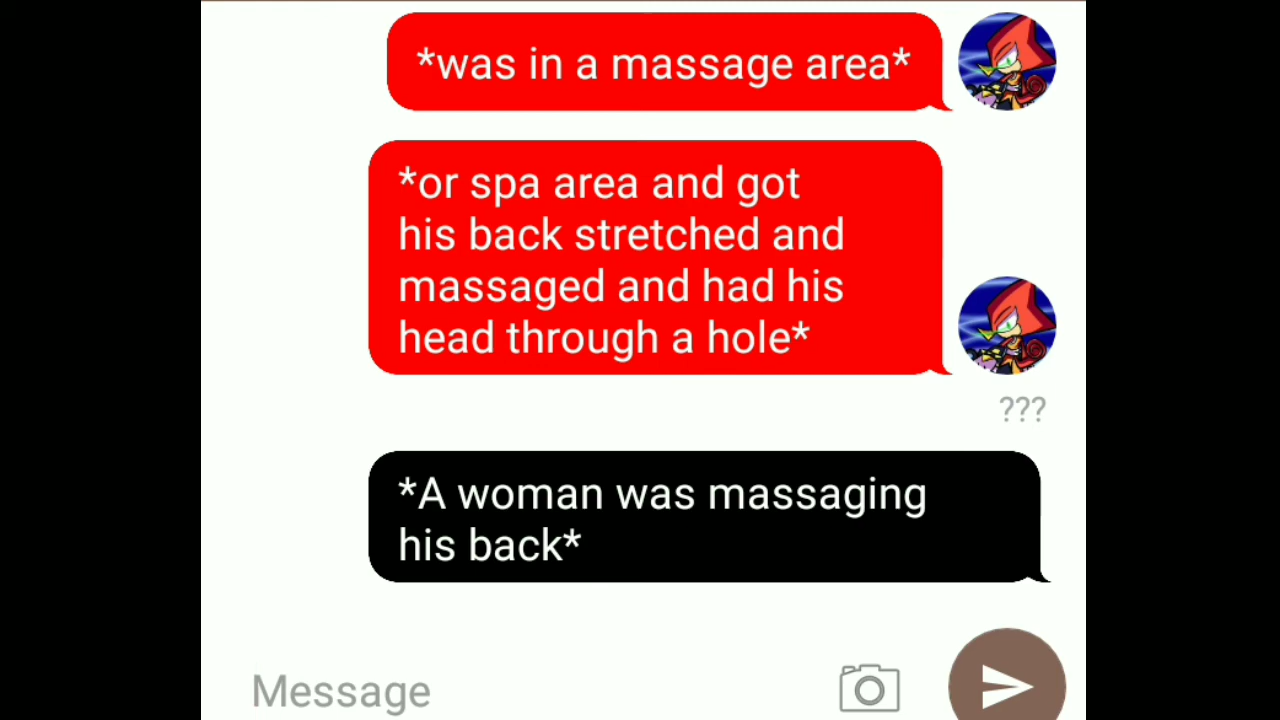 *was in a massage area*
*or spa area and got
his back stretched and
massaged and had his
head through a hole*
???
*A woman was massaging
his back*
Message